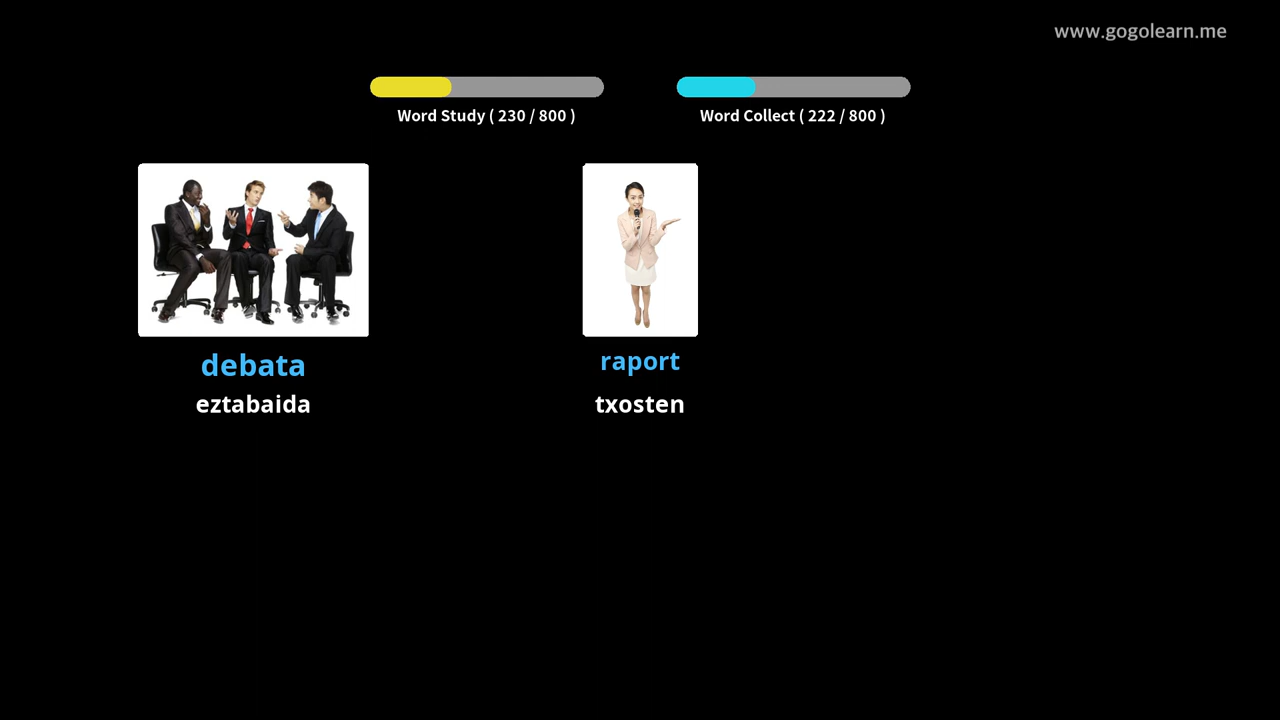 www.gogolearn.me
Word Study ( 230 / 800 )
Word Collect ( 222 / 800 )
debata
eztabaida
raport
txosten